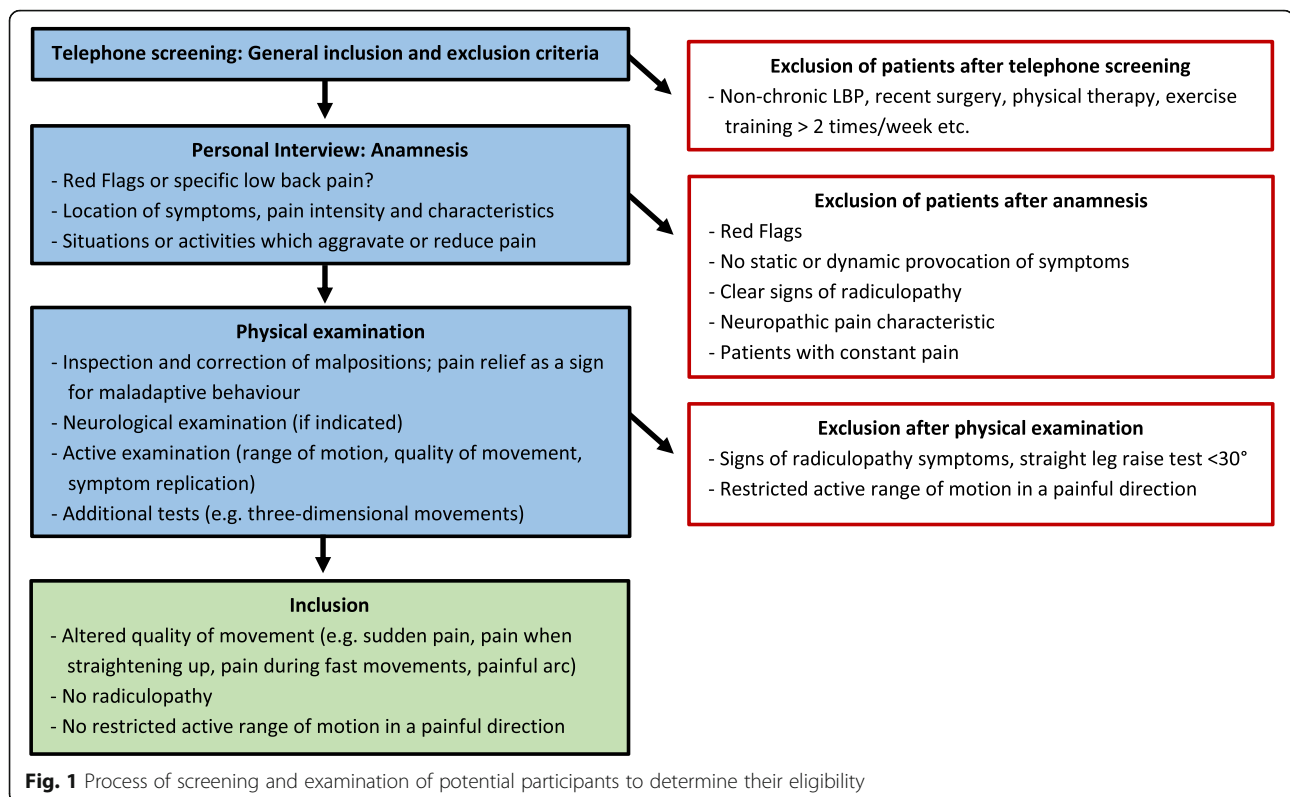 Telephone screening: General inclusion and exclusion criteria
Exclusion of patients after telephone screening
- Non-chronic LBP, recent surgery, physical therapy, exercise
training > 2 times/week etc.
Personal Interview: Anamnesis
- Red Flags or specific low back pain?
- Location of symptoms, pain intensity and characteristics
- Situations or activities which aggravate or reduce pain
Exclusion of patients after anamnesis
- Red Flags
- No static or dynamic provocation of symptoms
- Clear signs of radiculopathy
- Neuropathic pain characteristic
- Patients with constant pain
Physical examination
- Inspection and correction of malpositions; pain relief as a sign
for maladaptive behaviour
- Neurological examination (if indicated)
- Active examination (range of motion, quality of movement,
symptom replication)
- Additional tests (e.g. three-dimensional movements)
Exclusion after physical examination
- Signs of radiculopathy symptoms, straight leg raise test <30°
- Restricted active range of motion in a painful direction
Inclusion
- Altered quality of movement (e.g. sudden pain, pain when
straightening up, pain during fast movements, painful arc)
- No radiculopathy
- No restricted active range of motion in a painful direction
Fig. 1 Process of screening and examination of potential participants to determine their eligibility